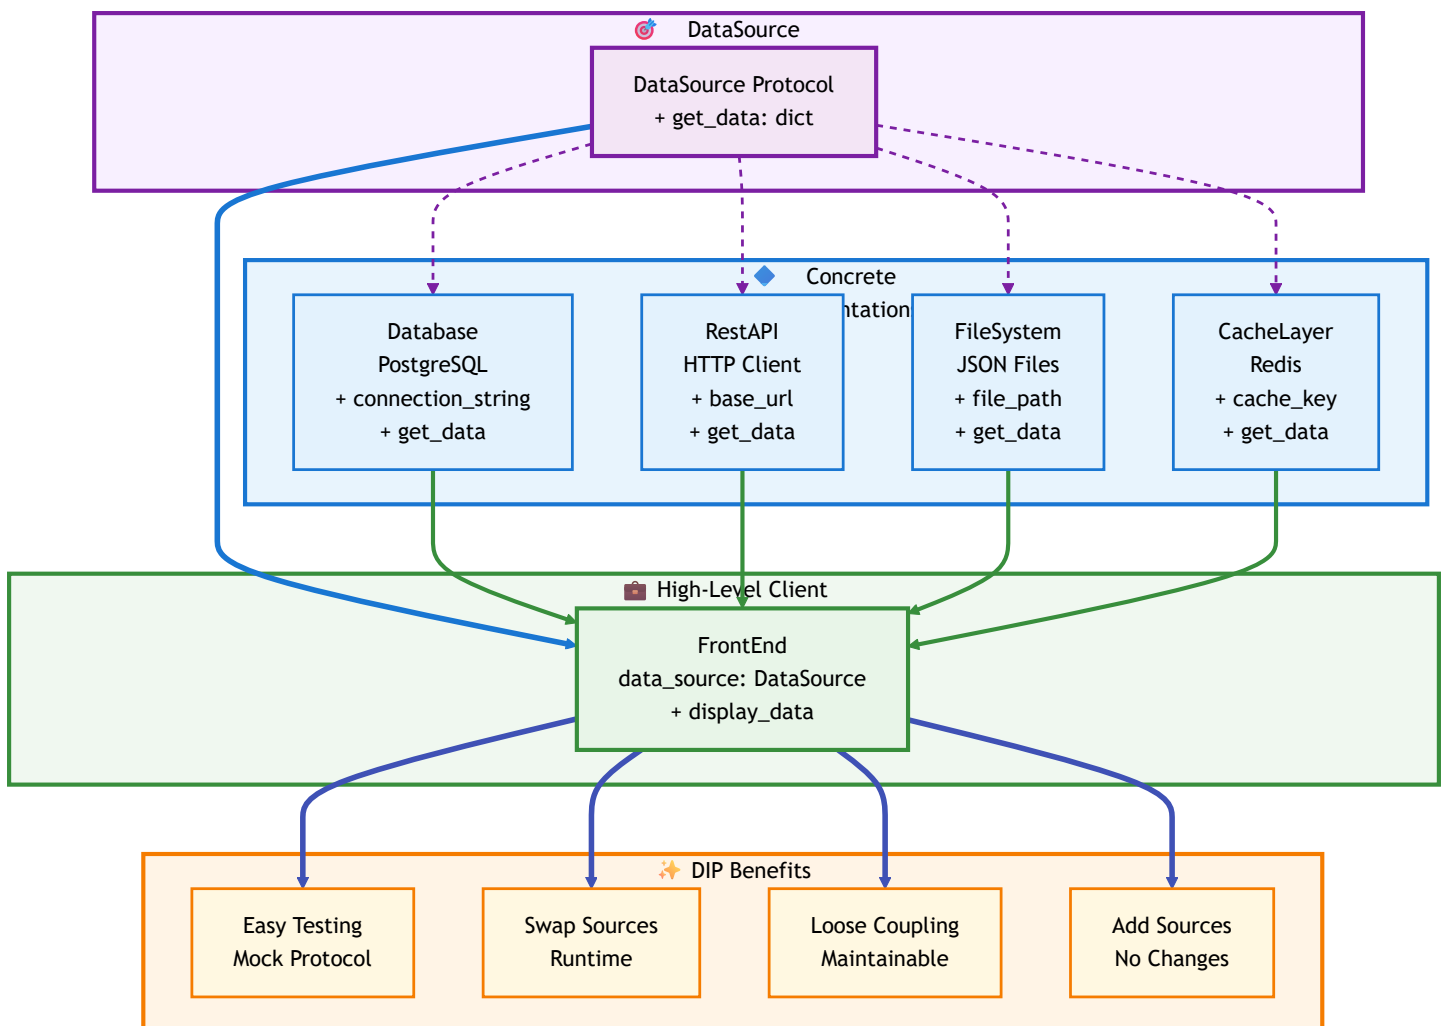 DataSource
DataSource Protocol
+ get_data: dict
Concrete
Database
PostgreSQL
+ connection_string
+ get_data
RestAPI
HTTP Client
+ base_url
+ get_data
FileSystem
JSON Files
+ file_path
+ get_data
CacheLayer
Redis
+ cache_key
+ get_data
High-Level Client
FrontEnd
data_source: DataSource
+ display_data
DIP Benefits
Easy Testing
Mock Protocol
Swap Sources
Runtime
Loose Coupling
Maintainable
Add Sources
No Changes